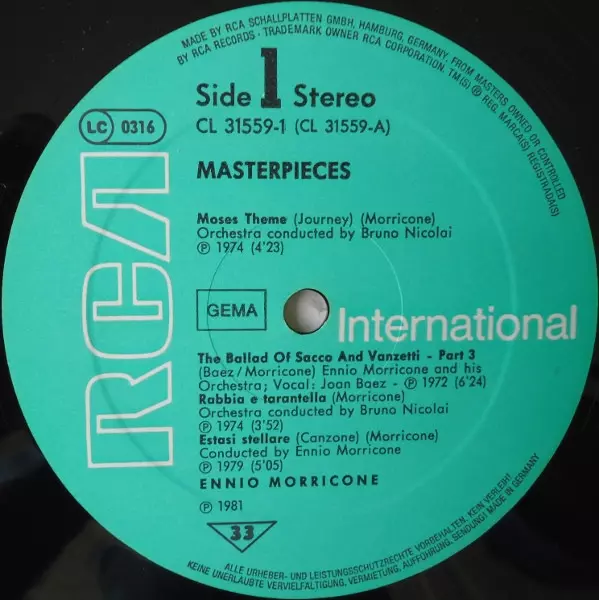 MADE BY RCA SCHALLPLATTEN GMBH, HAMBURG, GERMANY, FROM MASTERS OWNED OR CONTROLLED
BY RCA RECORDS · TRADEMARK OWNER RCA CORPORATION. TM(S) ® REG. MARCA(S) REGISTRADA(S)
Side 1 Stereo
LC 0316
CL 31559-1 (CL 31559-A)
MASTERPIECES
Moses Theme (Journey) (Morricone)
Orchestra conducted by Bruno Nicolai
℗ 1974 (4'23)
RCA
GEMA
International
The Ballad Of Sacco And Vanzetti - Part 3
(Baez/Morricone) Ennio Morricone and his
Orchestra; Vocal: Joan Baez - ℗ 1972 (6'24)
Rabbia e tarantella (Morricone)
Orchestra conducted by Bruno Nicolai
℗ 1974 (3'52)
Estasi stellare (Canzone) (Morricone)
Conducted by Ennio Morricone
℗ 1979 (5'05)
ENNIO MORRICONE
℗ 1981
33
ALLE URHEBER- UND LEISTUNGSSCHUTZRECHTE VORBEHALTEN. KEIN VERLEIH!
KEINE UNERLAUBTE VERVIELFÄLTIGUNG, VERMIETUNG, AUFFÜHRUNG, SENDUNG! MADE IN GERMANY